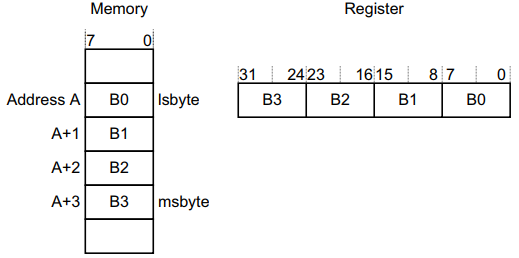 Memory
Register
7 0
31 24 23 16 15 8 7 0
Address A B0 lsbyte
B3 B2 B1 B0
A+1 B1
A+2 B2
A+3 B3 msbyte